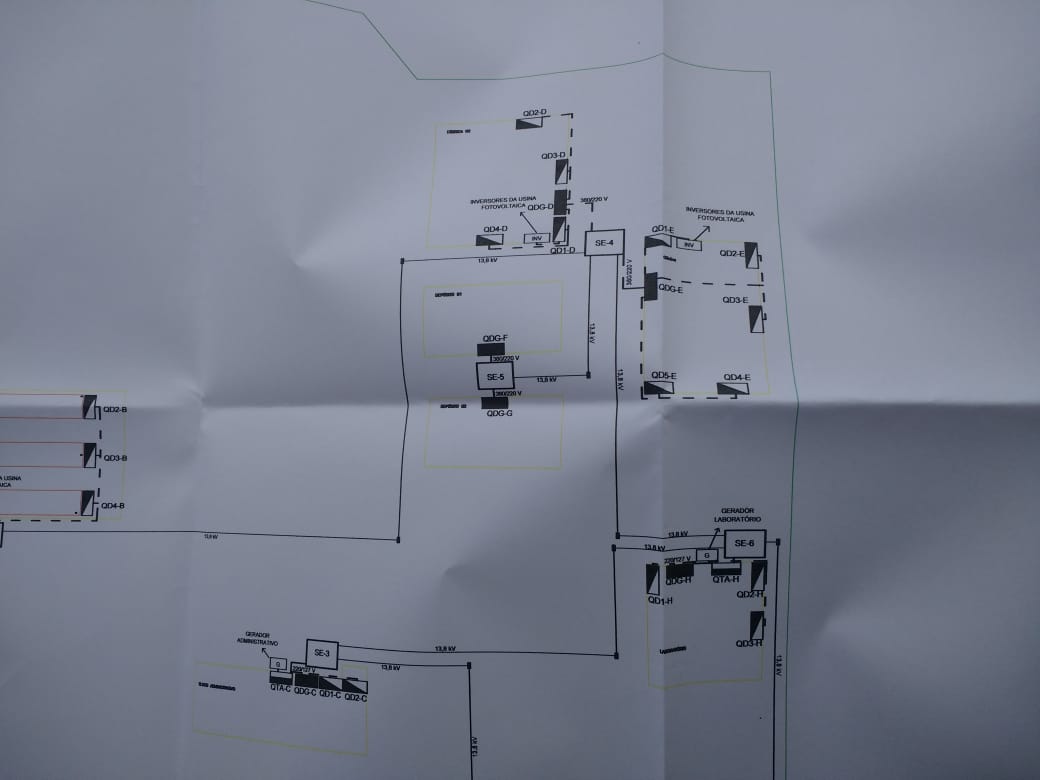 QD2-D
QD3-D
INVERSORES DA USINA
FOTOVOLTAICA
QDG-D
380/220 V
INVERSORES DA USINA
FOTOVOLTAICA
QD4-D
INV
QD1-D
SE-4
QD1-E
INV
QD2-E
13,8 kV
380/220 V
QDG-E
QD3-E
QDG-F
380/220 V
13,8 kV
13,8 kV
SE-5
13,8 kV
380/220 V
QD5-E
QD4-E
QDG-G
QD2-B
QD3-B
A USINA
AICA
QD4-B
13,8 kV
GERADOR
LABORATÓRIO
13,8 kV
SE-6
13,8 kV
G
220/127 V
QDG-H
QTA-H
QD1-H
QD2-H
QD3-H
GERADOR
ADMINISTRATIVO
G
SE-3
13,8 kV
13,8 kV
220/127 V
QTA-C
QDG-C
QD1-C
QD2-C
13,8 kV
13,8 kV